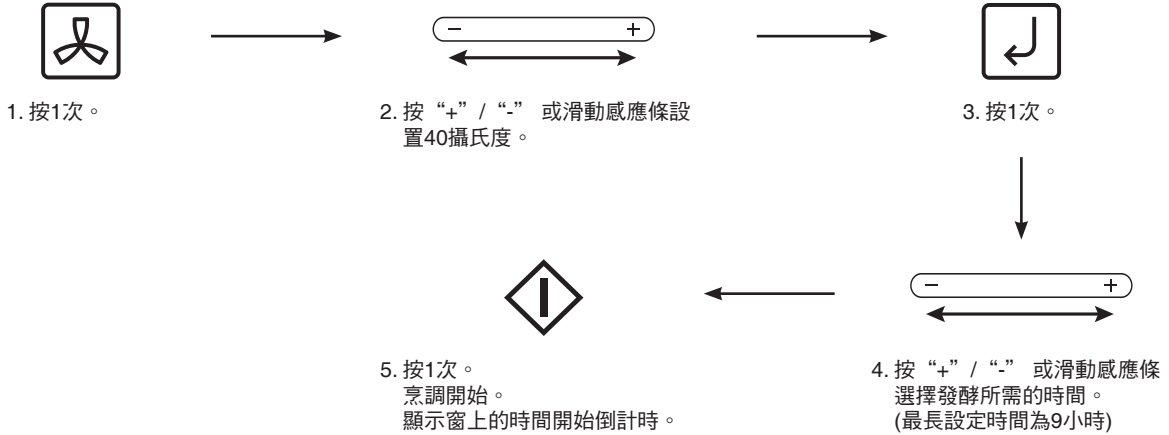 1. 按1次。
2. 按 “+” / “-” 或滑動感應條設
置40攝氏度。
3. 按1次。
4. 按 “+” / “-” 或滑動感應條
選擇發酵所需的時間。
(最長設定時間為9小時)
5. 按1次。
烹調開始。
顯示窗上的時間開始倒計時。